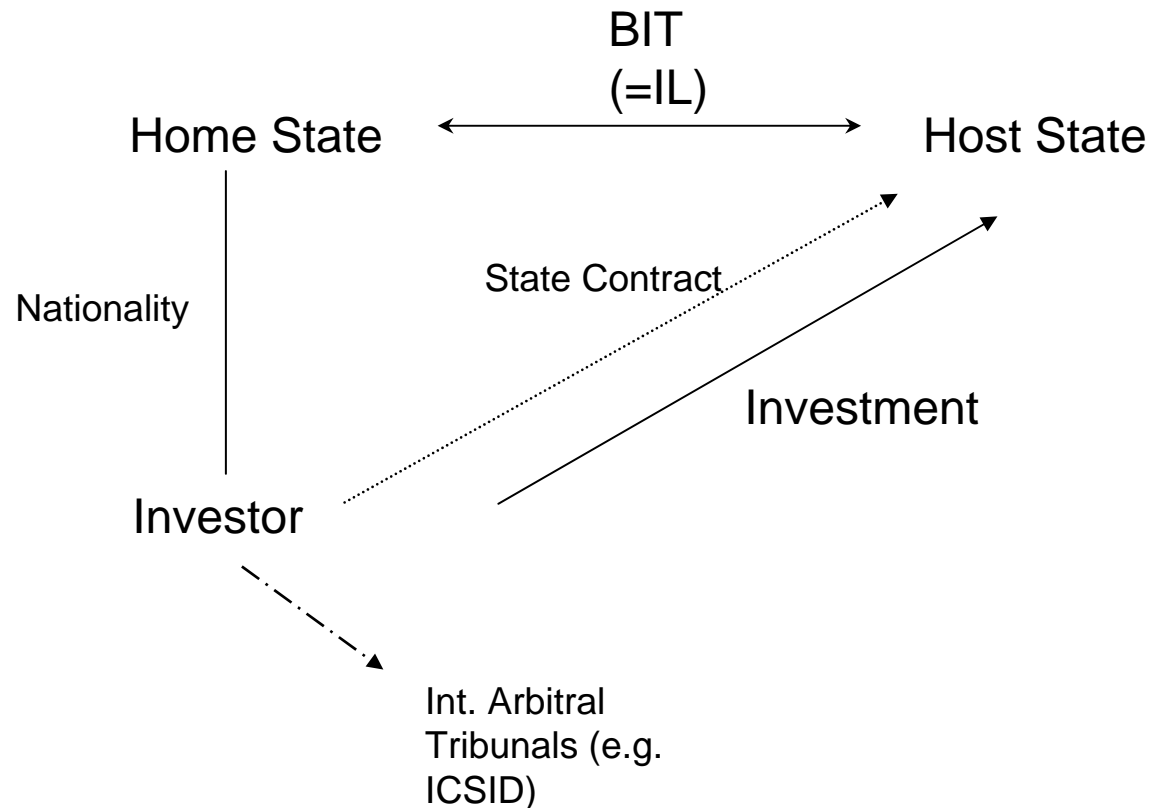 BIT
(=IL)
Home State
Host State
State Contract
Nationality
Investment
Investor
Int. Arbitral
Tribunals (e.g.
ICSID)